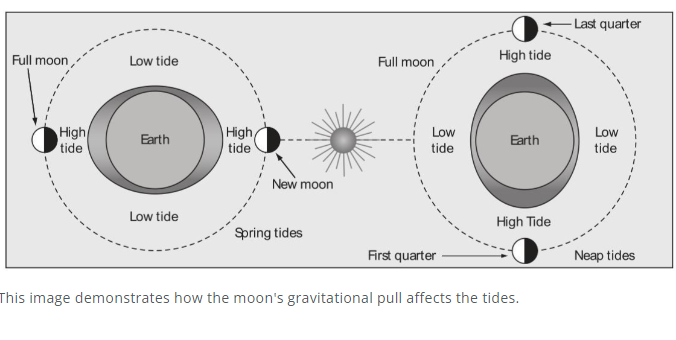 Full moon
Low tide
High
tide
Earth
High
tide
New moon
Low tide
Spring tides
Last quarter
Full moon
High tide
Low
tide
Earth
Low
tide
High Tide
First quarter
Neap tides
This image demonstrates how the moon's gravitational pull affects the tides.